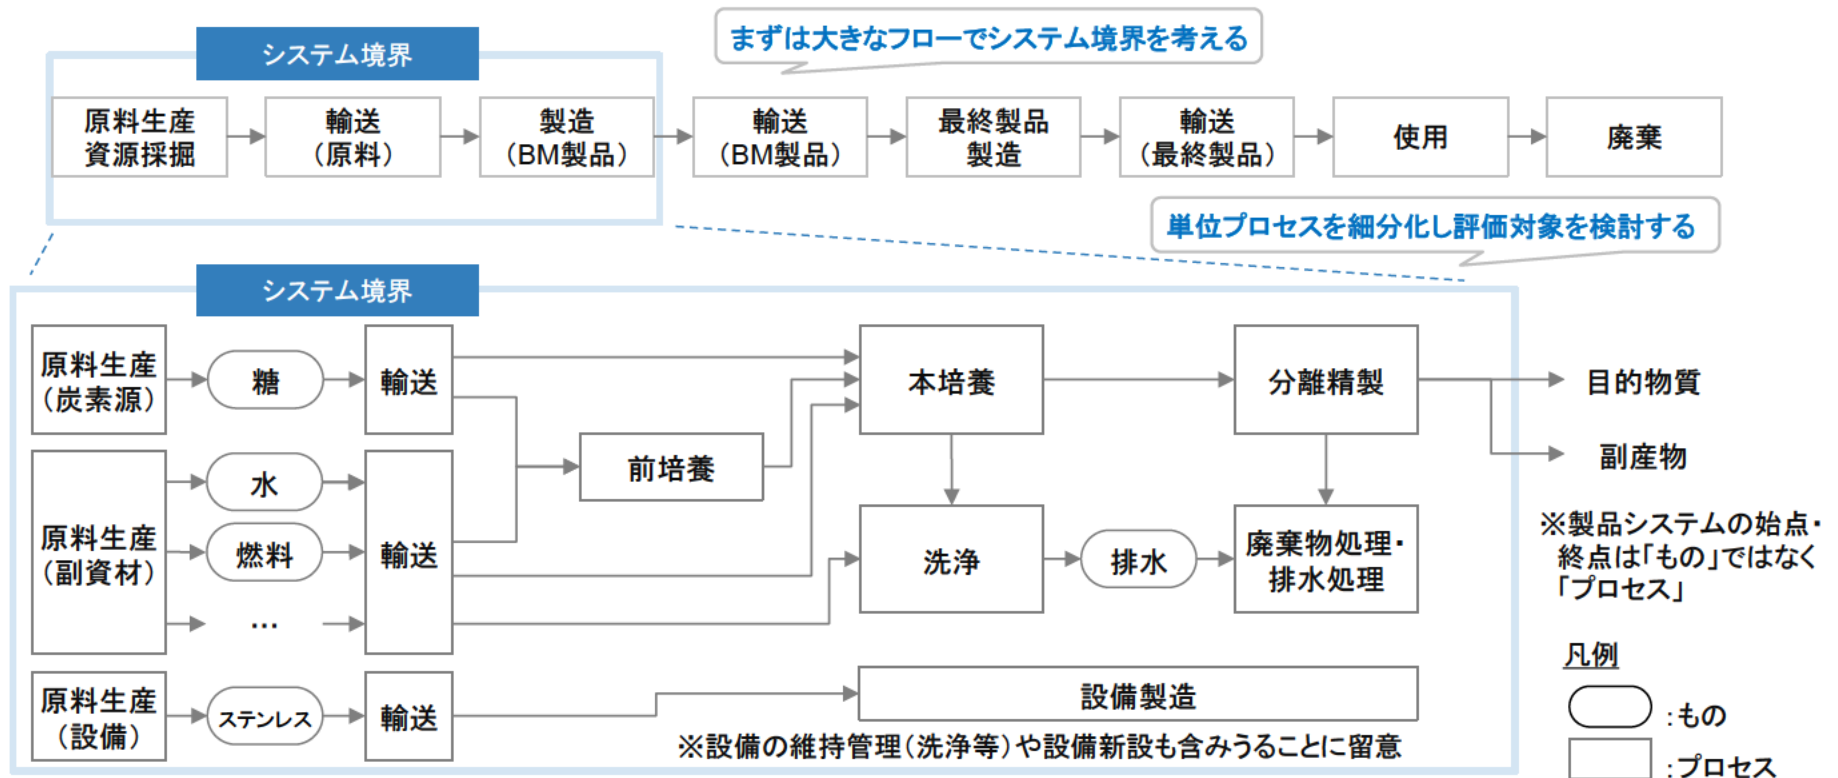 まずは大きなフローでシステム境界を考える
システム境界
原料生産
資源採掘
輸送
（原料）
製造
（BM製品）
輸送
（BM製品）
最終製品
製造
輸送
（最終製品）
使用
廃棄
単位プロセスを細分化し評価対象を検討する
システム境界
原料生産
（炭素源）
糖
輸送
本培養
分離精製
目的物質
前培養
副産物
原料生産
（副資材）
水
燃料
…
輸送
洗浄
排水
廃棄物処理・
排水処理
※製品システムの始点・
終点は「もの」ではなく
「プロセス」
原料生産
（設備）
ステンレス
輸送
設備製造
※設備の維持管理（洗浄等）や設備新設も含みうることに留意
凡例
：もの
：プロセス